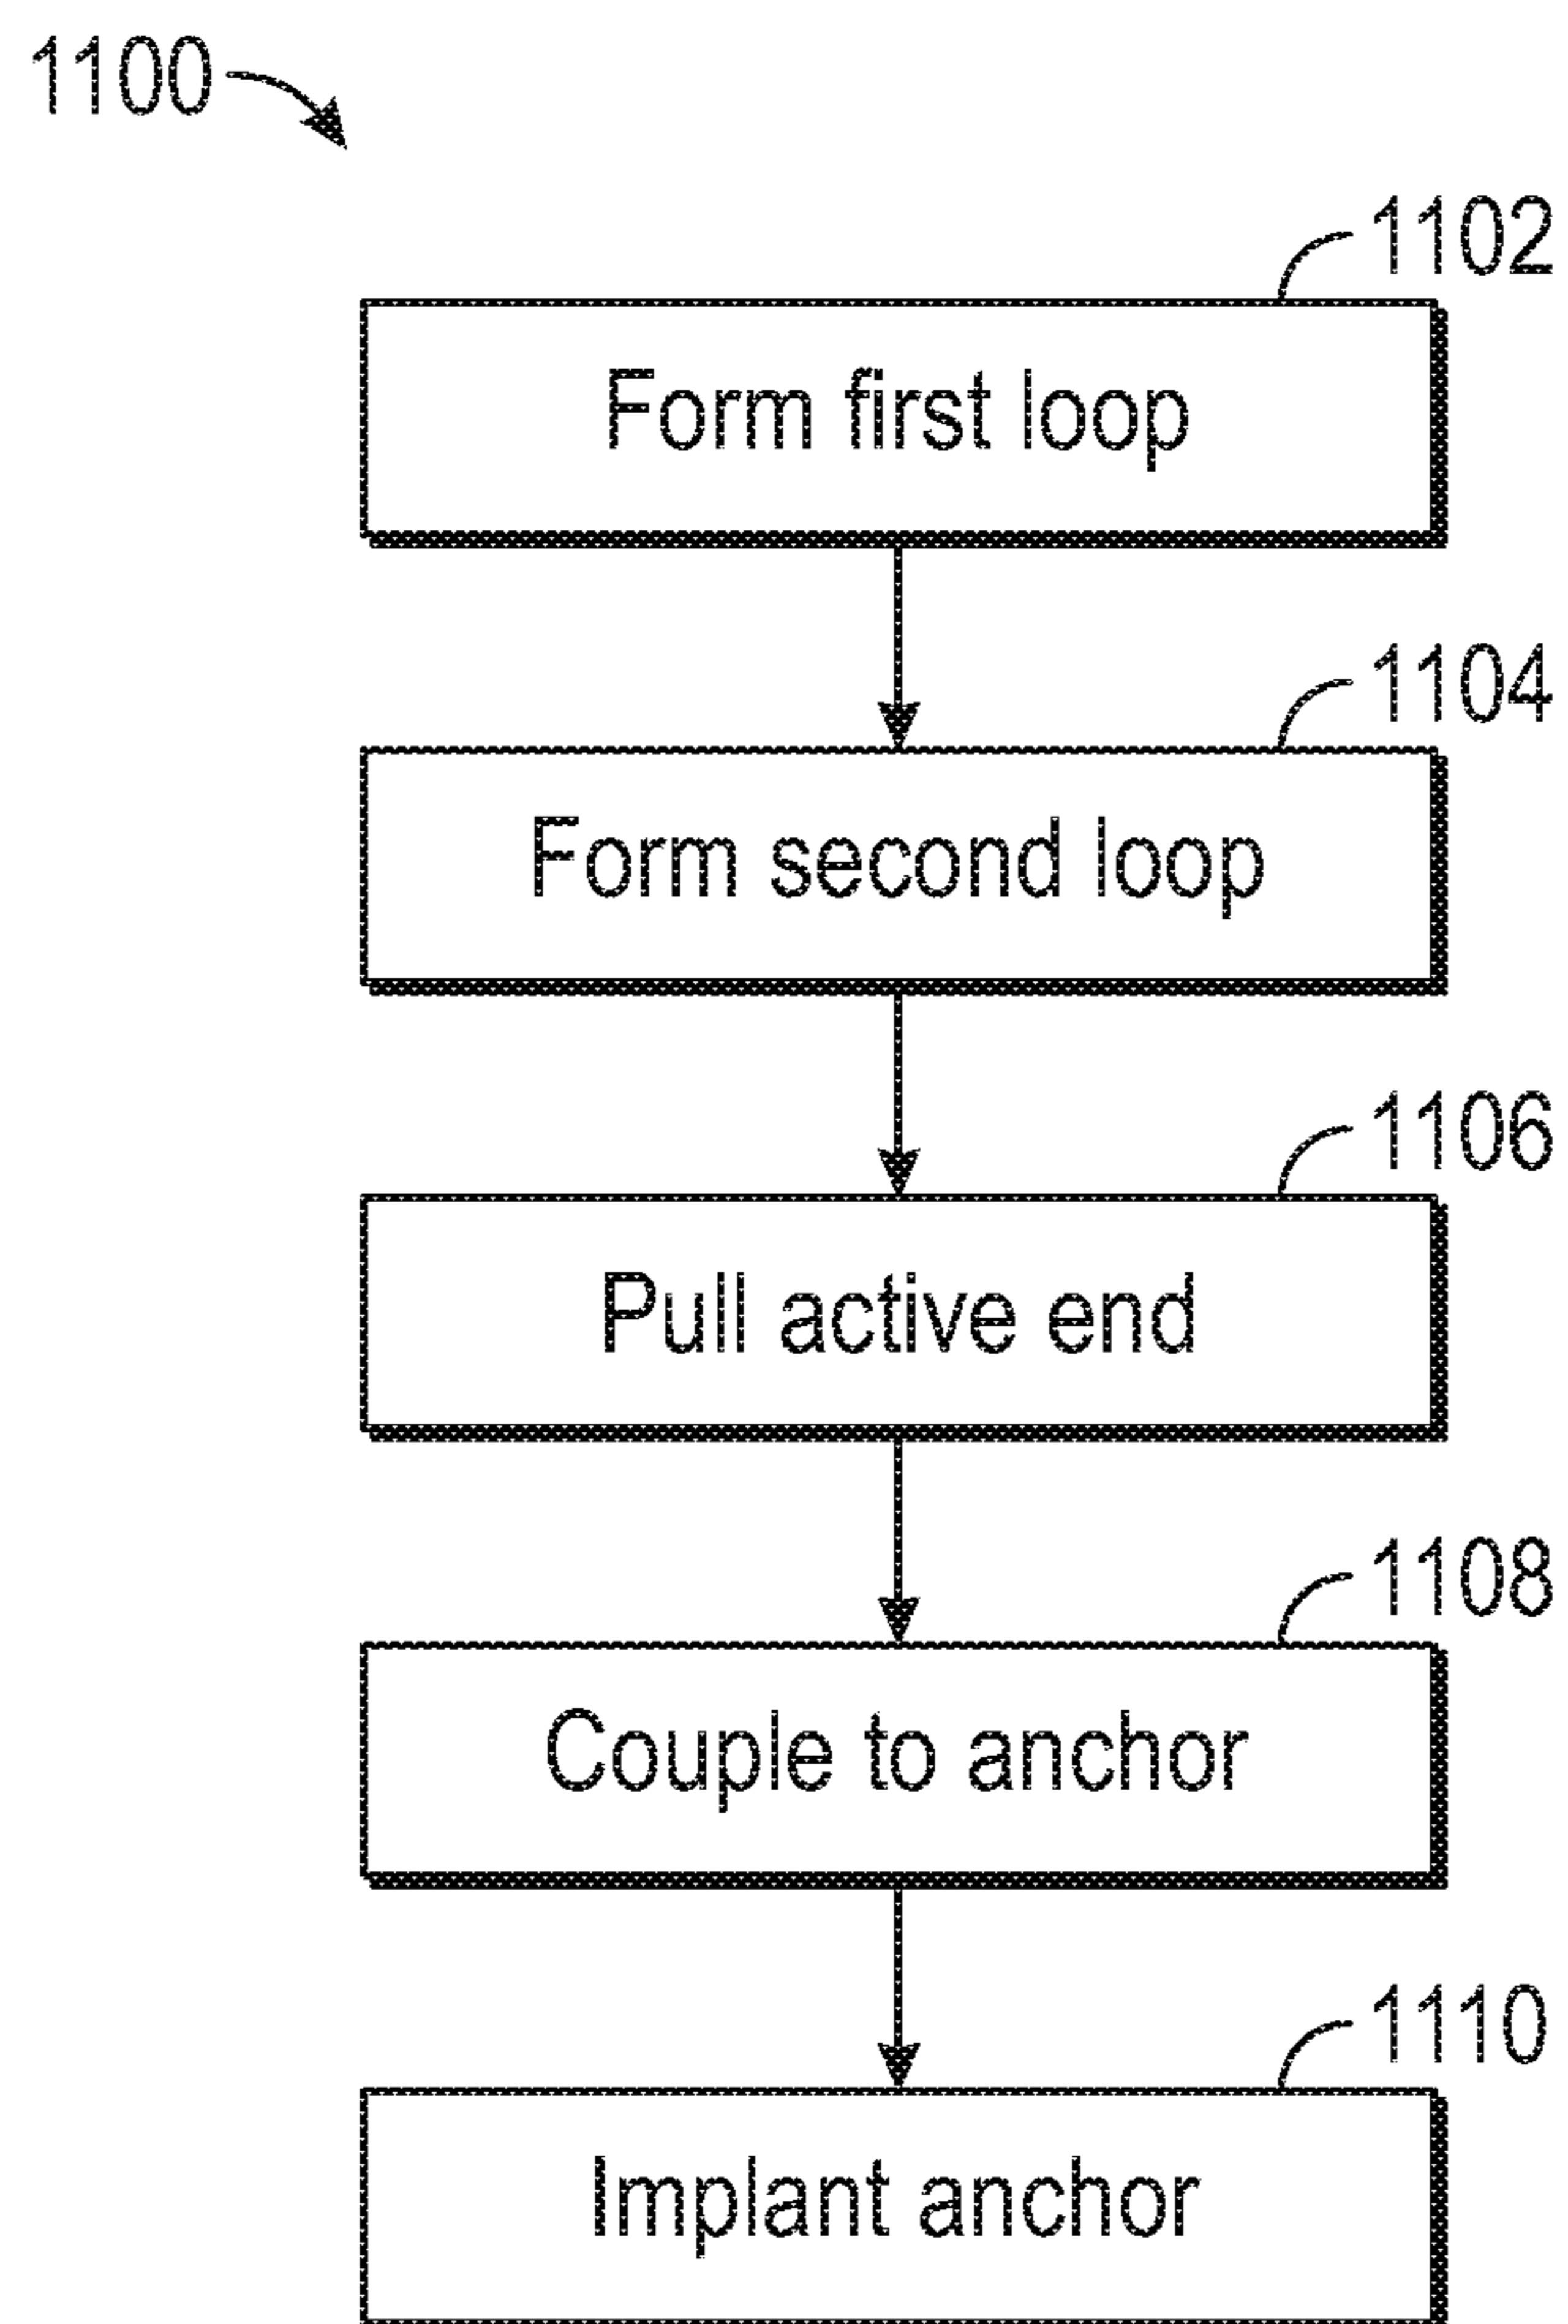 1100
1102
Form first loop
1104
Form second loop
1106
Pull active end
1108
Couple to anchor
1110
Implant anchor